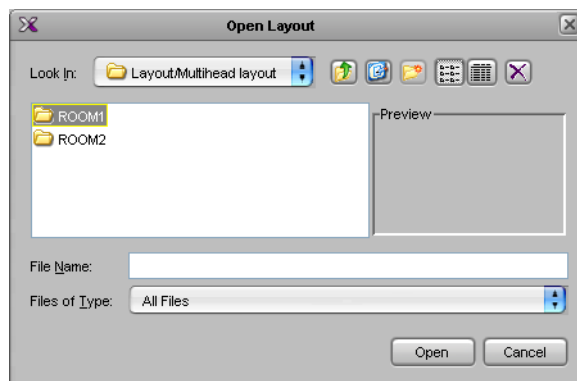 Open Layout
Look In: Layout/Multihead layout
ROOM1
ROOM2
Preview
File Name:
Files of Type: All Files
Open Cancel